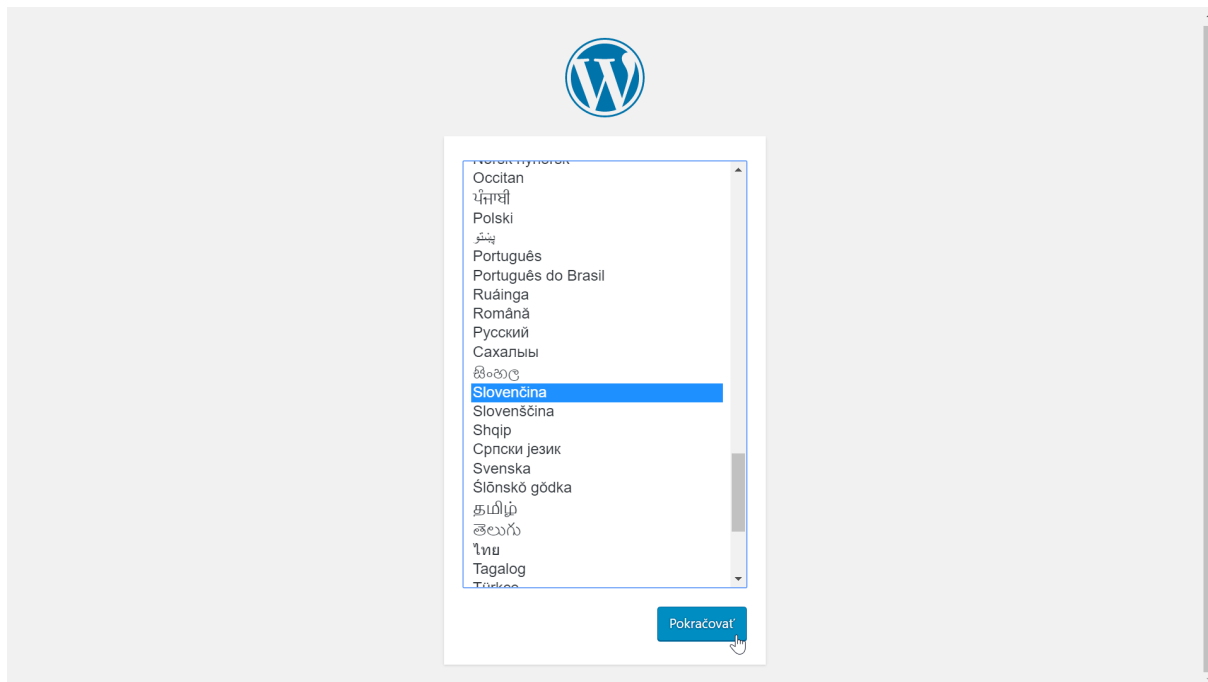 Occitan
ਪੰਜਾਬੀ
Polski
پښتو
Português
Português do Brasil
Ruáinga
Română
Русский
Сахалыы
සිංහල
Slovenčina
Slovenščina
Shqip
Српски језик
Svenska
Ślōnskŏ gŏdka
தமிழ்
తెలుగు
ไทย
Tagalog
Pokračovať